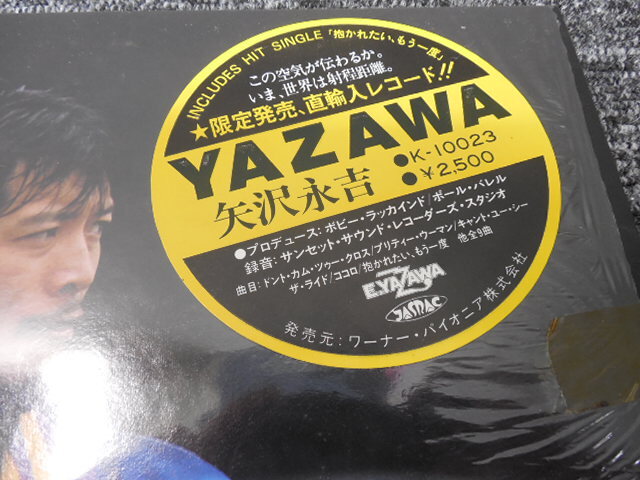 INCLUDES HIT SINGLE「抱かれたい、もう一度」
この空気が伝わるか。
いま、世界は射程距離。
★限定発売、直輸入レコード!!
YAZAWA
矢沢永吉
●K-10023
●¥2,500
●プロデュース:ボビー・ラッカインド/ポール・バレル
録音:サンセット・サウンド・レコーダーズ・スタジオ
曲目:ドント・カム・ツゥー・クロス/プリティー・ウーマン/キャント・ユー・シー
ザ・ライド/ココロ/抱かれたい、もう一度 他全9曲
E.YAZAWA
JASRAC
発売元:ワーナー・パイオニア株式会社